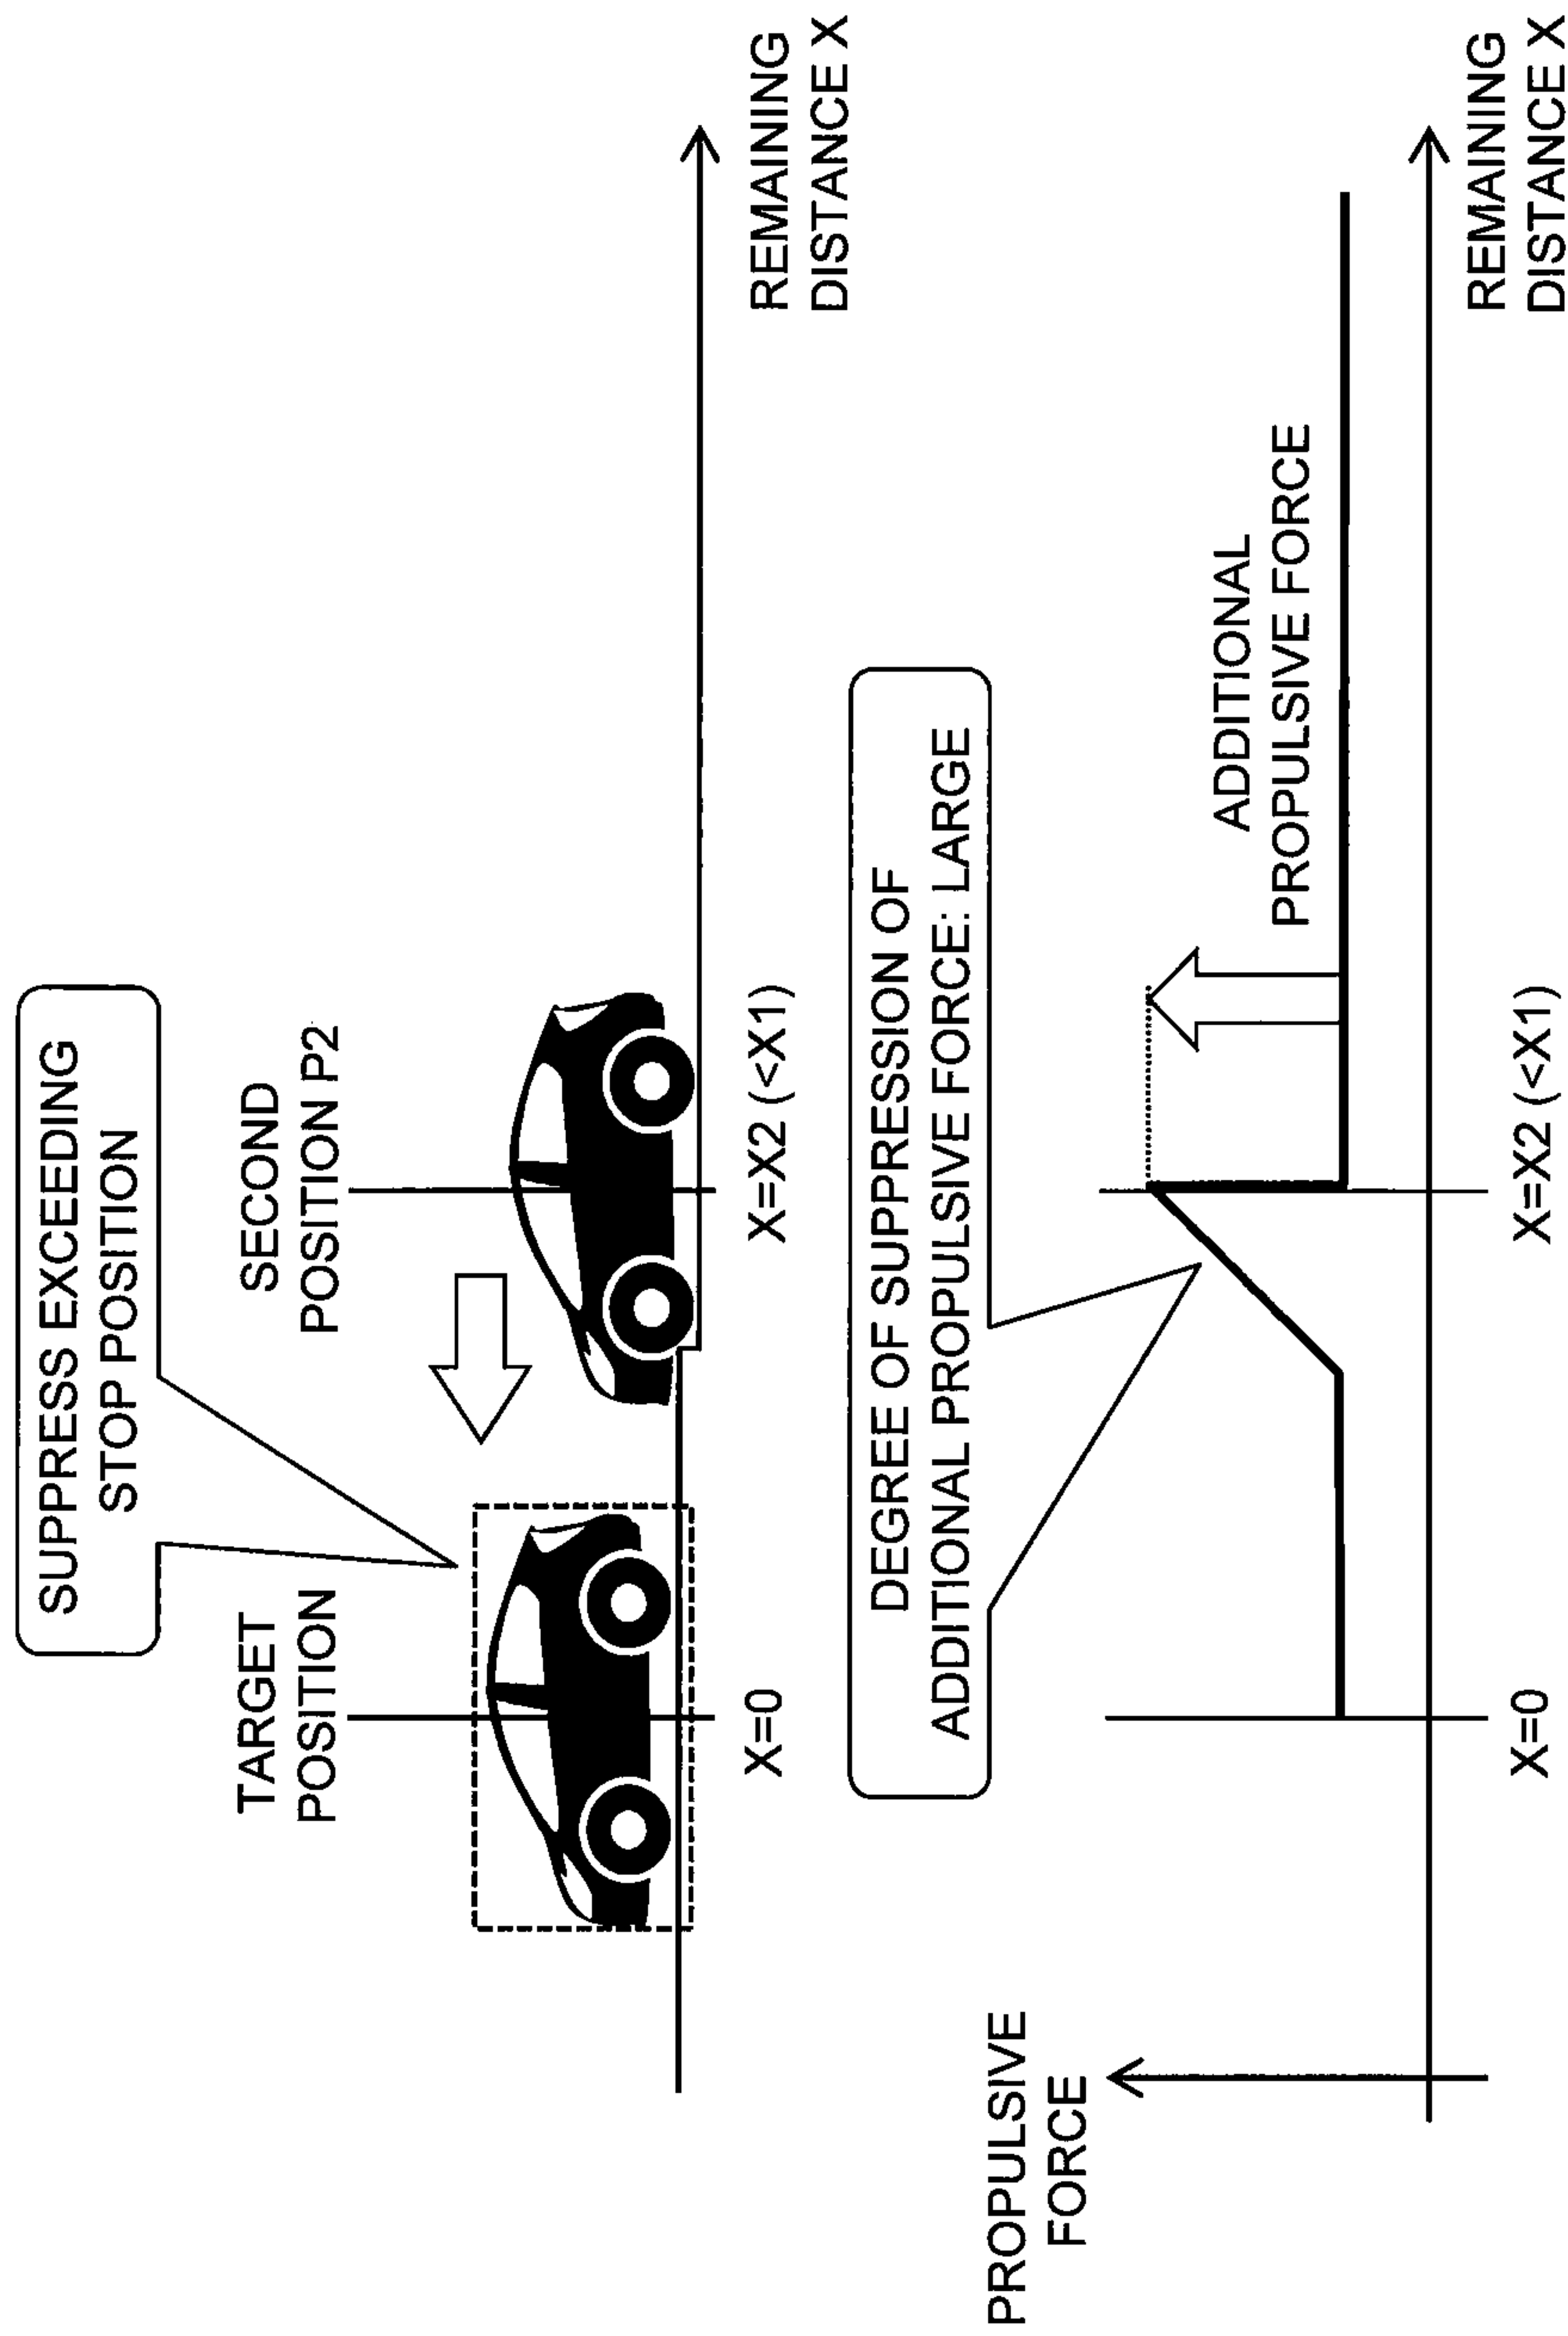 SUPPRESS EXCEEDING
STOP POSITION
TARGET
POSITION
SECOND
POSITION P2
X=0
X=X2 (<X1)
REMAINING
DISTANCE X
DEGREE OF SUPPRESSION OF
ADDITIONAL PROPULSIVE FORCE: LARGE
PROPULSIVE
FORCE
ADDITIONAL
PROPULSIVE FORCE
X=0
X=X2 (<X1)
REMAINING
DISTANCE X